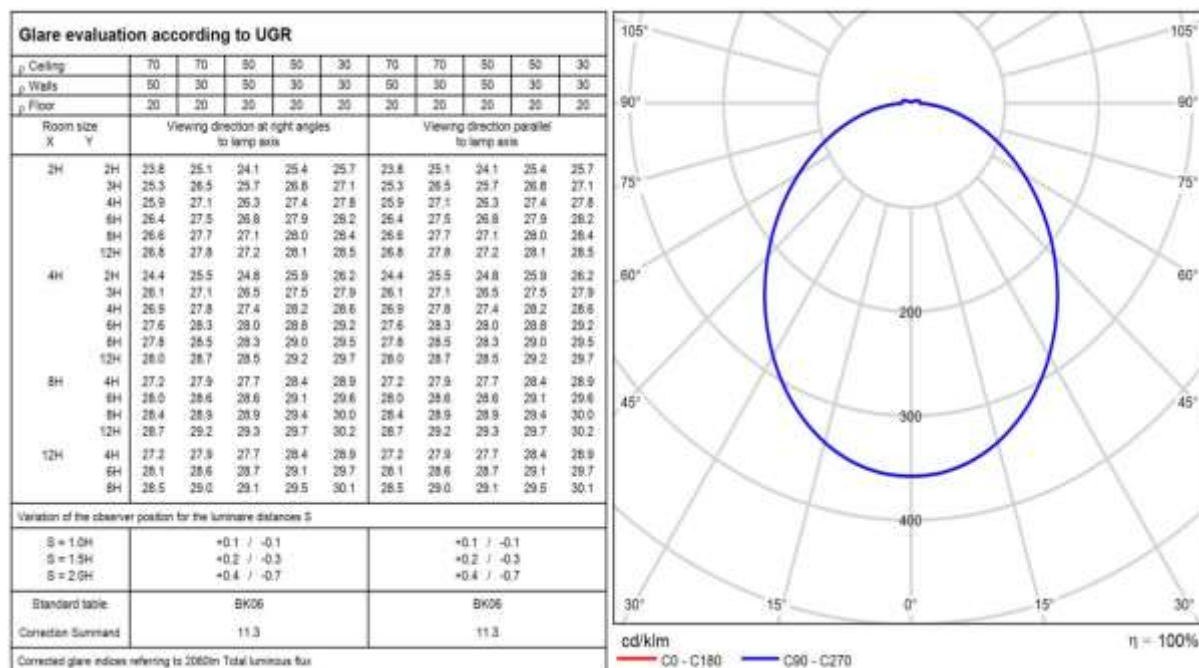 Glare evaluation according to UGR
ρ Ceiling 70 70 50 50 30 70 70 50 50 30
ρ Walls 50 30 50 30 30 50 30 50 30 30
ρ Floor 20 20 20 20 20 20 20 20 20 20
Room size Viewing direction at right angles Viewing direction parallel
X Y to lamp axis to lamp axis
2H 2H 23.8 25.1 24.1 25.4 25.7 23.8 25.1 24.1 25.4 25.7
3H 25.3 26.5 25.7 26.8 27.1 25.3 26.5 25.7 26.8 27.1
4H 25.9 27.1 26.3 27.4 27.8 25.9 27.1 26.3 27.4 27.8
6H 26.4 27.5 26.8 27.9 28.2 26.4 27.5 26.8 27.9 28.2
8H 26.6 27.7 27.1 28.0 28.4 26.6 27.7 27.1 28.0 28.4
12H 26.8 27.8 27.2 28.1 28.5 26.8 27.8 27.2 28.1 28.5
4H 2H 24.4 25.5 24.8 25.9 26.2 24.4 25.5 24.8 25.9 26.2
3H 26.1 27.1 26.5 27.5 27.9 26.1 27.1 26.5 27.5 27.9
4H 26.9 27.8 27.4 28.2 28.6 26.9 27.8 27.4 28.2 28.6
6H 27.6 28.3 28.0 28.8 29.2 27.6 28.3 28.0 28.8 29.2
8H 27.8 28.5 28.3 29.0 29.5 27.8 28.5 28.3 29.0 29.5
12H 28.0 28.7 28.5 29.2 29.7 28.0 28.7 28.5 29.2 29.7
8H 4H 27.2 27.9 27.7 28.4 28.9 27.2 27.9 27.7 28.4 28.9
6H 28.0 28.6 28.6 29.1 29.6 28.0 28.6 28.6 29.1 29.6
8H 28.4 28.9 28.9 29.4 30.0 28.4 28.9 28.9 29.4 30.0
12H 28.7 29.2 29.3 29.7 30.2 28.7 29.2 29.3 29.7 30.2
12H 4H 27.2 27.9 27.7 28.4 28.9 27.2 27.9 27.7 28.4 28.9
6H 28.1 28.6 28.7 29.1 29.7 28.1 28.6 28.7 29.1 29.7
8H 28.5 29.0 29.1 29.5 30.1 28.5 29.0 29.1 29.5 30.1
Variation of the observer position for the luminaire distances S
S = 1.0H +0.1 / -0.1 +0.1 / -0.1
S = 1.5H +0.2 / -0.3 +0.2 / -0.3
S = 2.0H +0.4 / -0.7 +0.4 / -0.7
Standard table BK06 BK06
Correction Summand 11.3 11.3
Corrected glare indices referring to 2060lm Total luminous flux
105° 105°
90° 90°
75° 75°
60° 60°
200
45° 45°
300
400
30° 15° 0° 15° 30°
cd/klm η = 100%
C0 - C180 C90 - C270